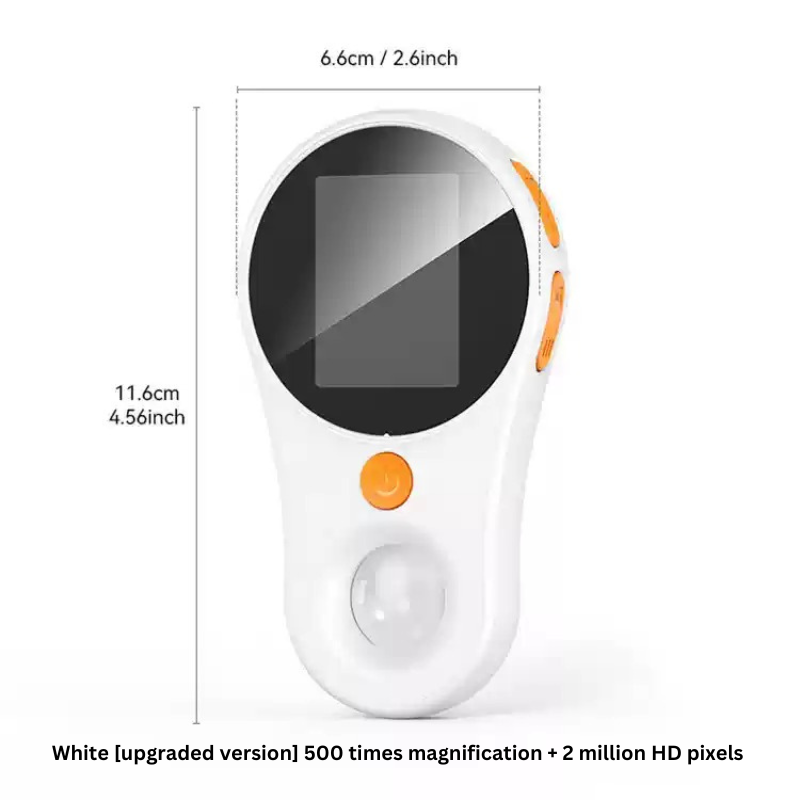 6.6cm / 2.6inch
11.6cm
4.56inch
White [upgraded version] 500 times magnification + 2 million HD pixels